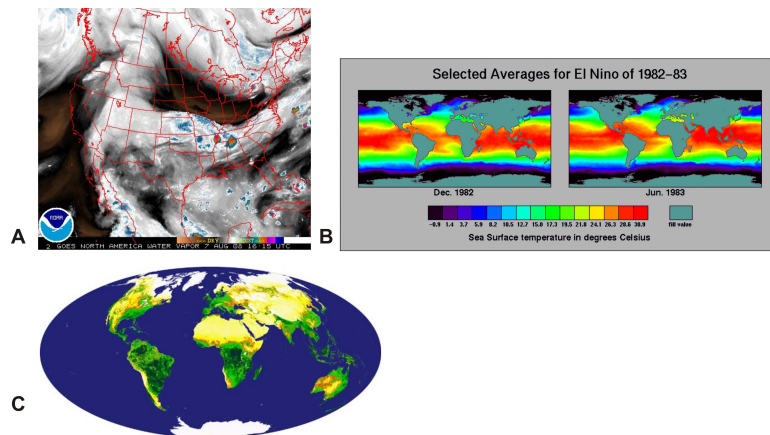 A
NOAA
2 GOES NORTH AMERICA WATER VAPOR 7 AUG 08 16:15 UTC
B
Selected Averages for El Nino of 1982-83
Dec. 1982
Jun. 1983
-0.9 1.4 3.7 5.9 8.2 10.5 12.7 15.0 17.3 19.5 21.8 24.1 26.3 28.6 30.9
fill value
Sea Surface temperature in degrees Celsius
C